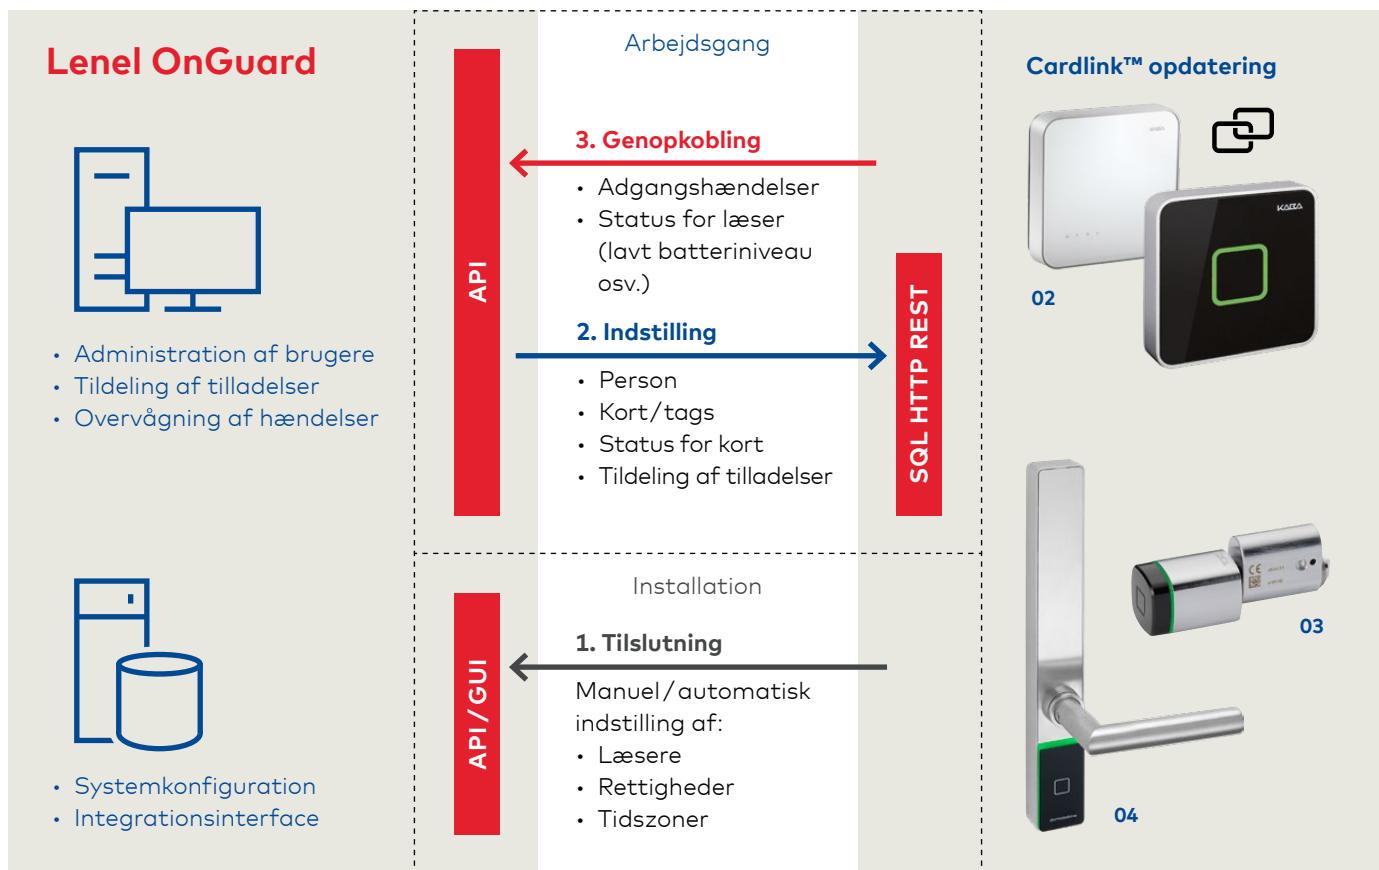 Lenel OnGuard
• Administration af brugere
• Tildeling af tilladelser
• Overvågning af hændelser
• Systemkonfiguration
• Integrationsinterface
Arbejdsgang
API
3. Genopkobling
• Adgangshændelser
• Status for læser
(lavt batteriniveau
osv.)
2. Indstilling
• Person
• Kort/tags
• Status for kort
• Tildeling af tilladelser
SQL HTTP REST
Installation
API/GUI
1. Tilslutning
Manuel/automatisk
indstilling af:
• Læsere
• Rettigheder
• Tidszoner
Cardlink™ opdatering
KABA
KABA
02
CE
03
04